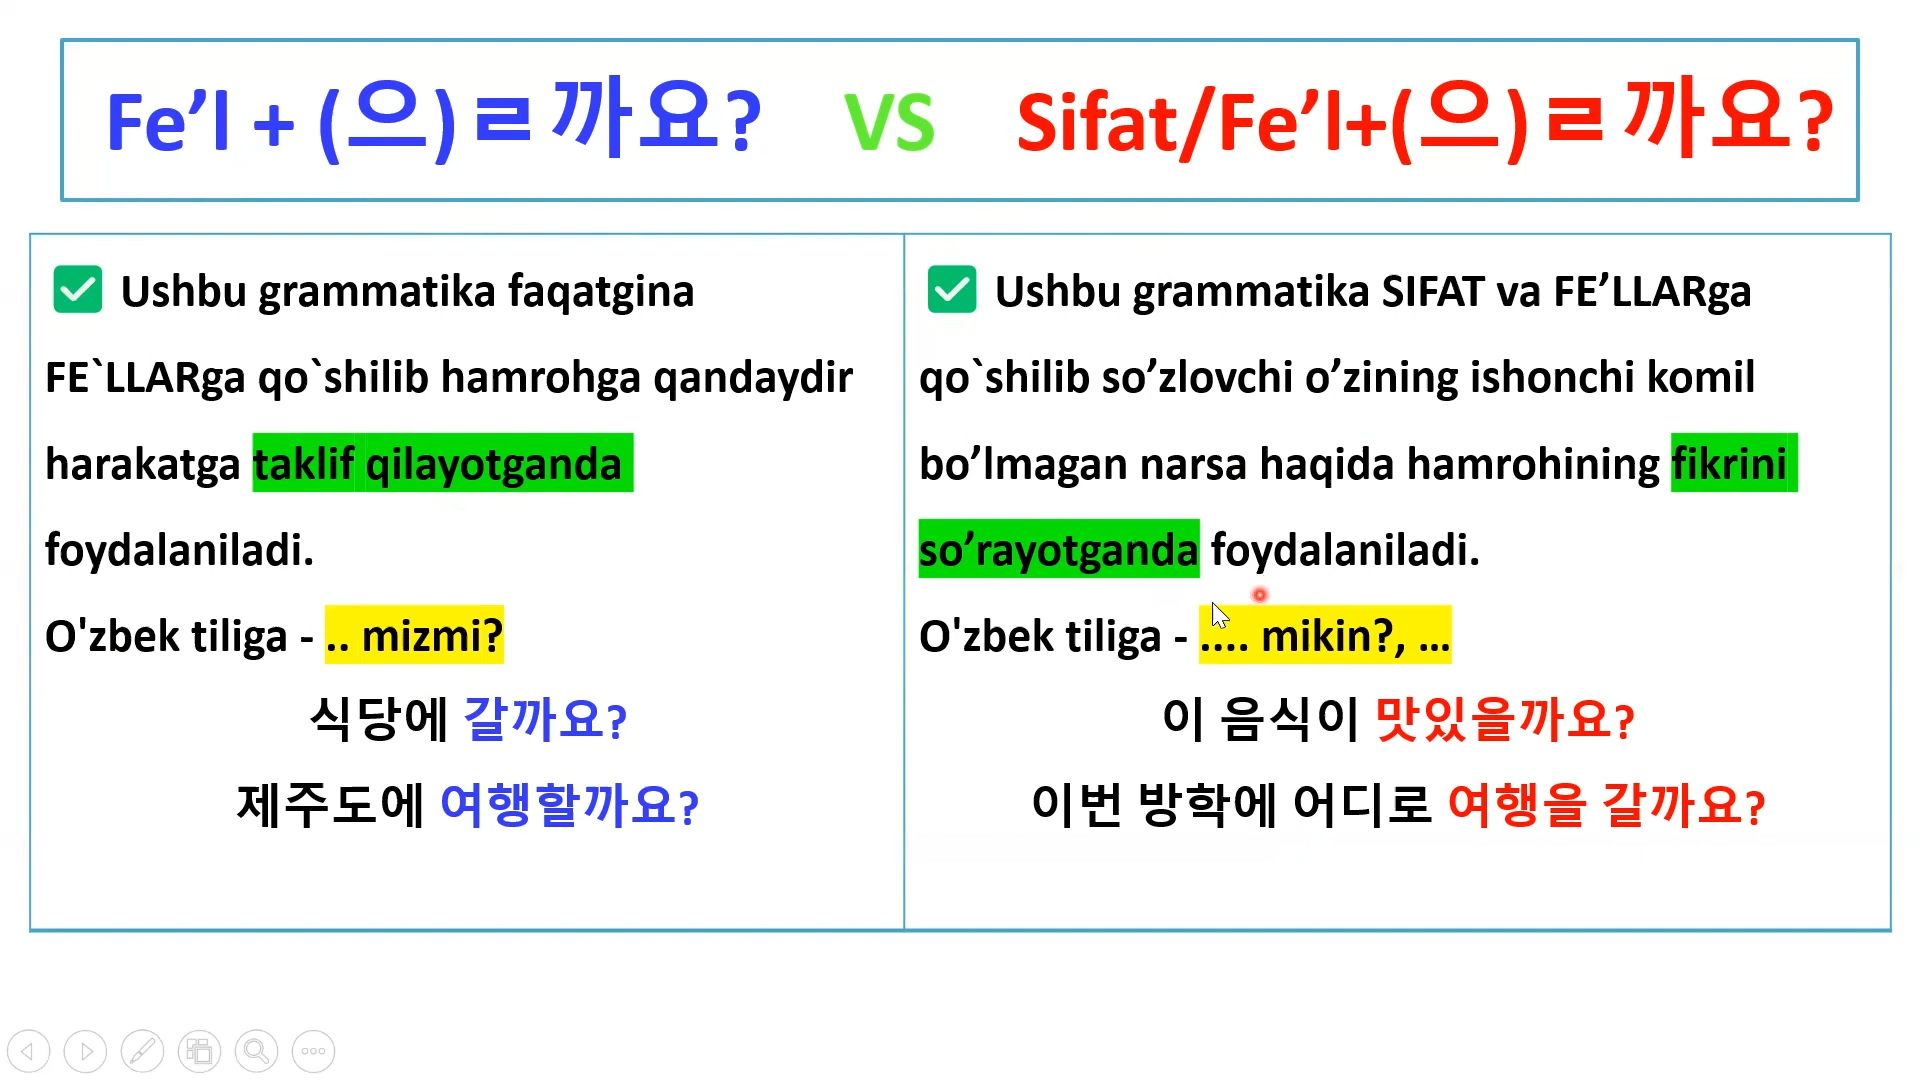 Fe’l + (으)ㄹ까요? VS Sifat/Fe’l+(으)ㄹ까요?
Ushbu grammatika faqatgina
FE`LLARga qo`shilib hamrohga qandaydir
harakatga taklif qilayotganda
foydalaniladi.
O'zbek tiliga - .. mizmi?
식당에 갈까요?
제주도에 여행할까요?
Ushbu grammatika SIFAT va FE’LLARga
qo`shilib so’zlovchi o’zining ishonchi komil
bo’lmagan narsa haqida hamrohining fikrini
so’rayotganda foydalaniladi.
O'zbek tiliga - .... mikin?, ...
이 음식이 맛있을까요?
이번 방학에 어디로 여행을 갈까요?